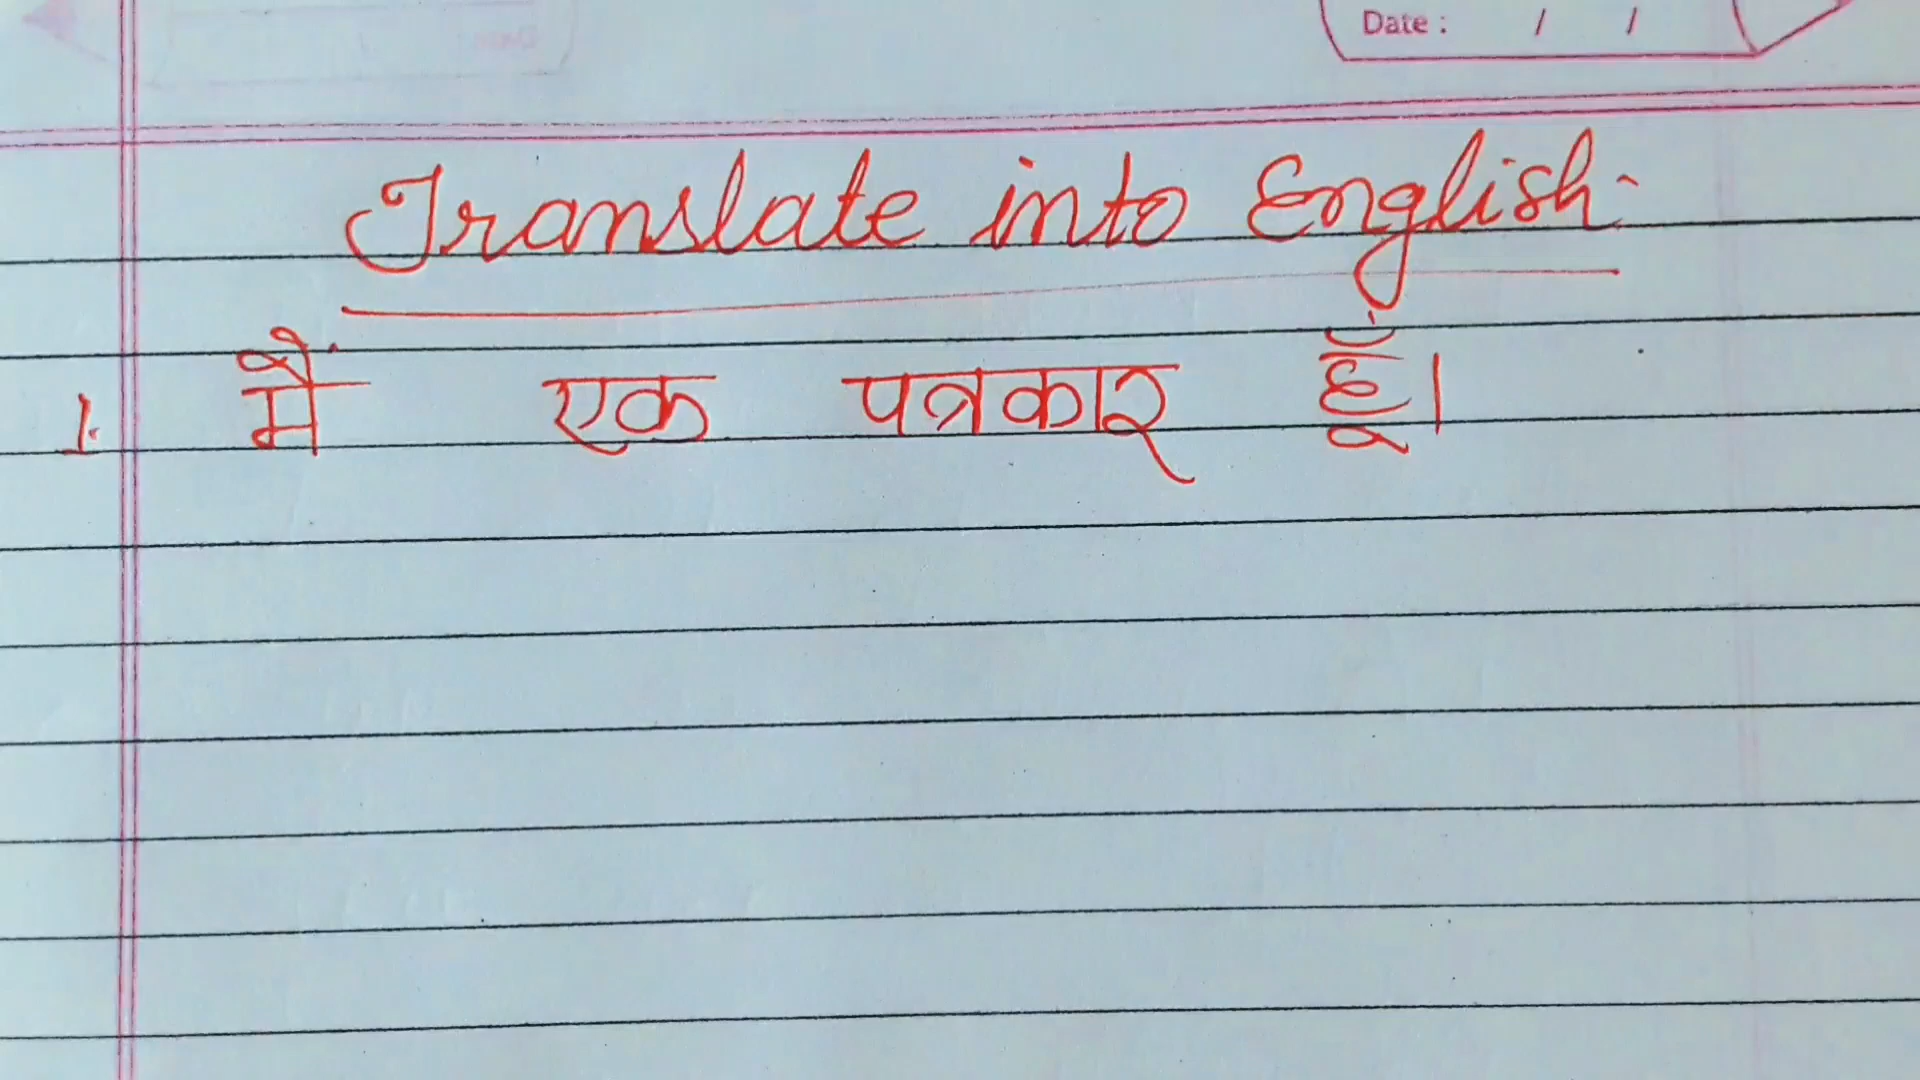 Date : / /
Translate into English:-
1. मैं एक पत्रकार हूँ।